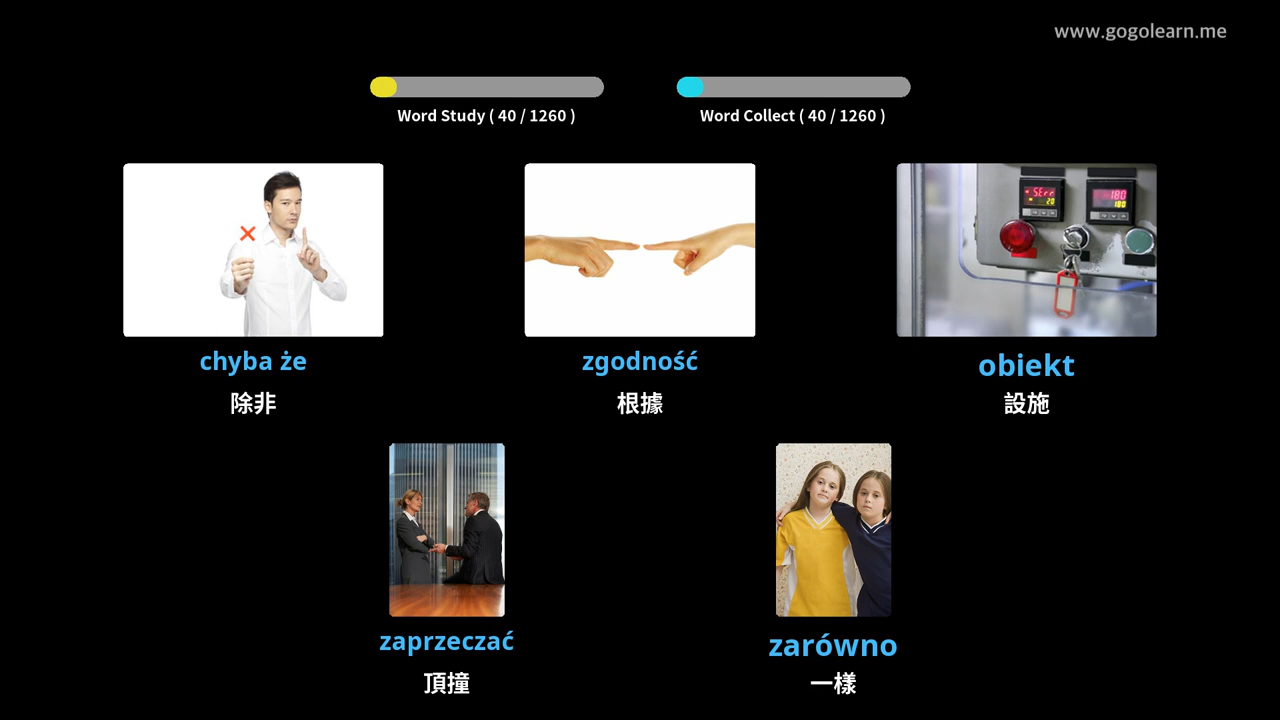 www.gogolearn.me
Word Study ( 40 / 1260 )
Word Collect ( 40 / 1260 )
chyba że
除非
zgodność
根據
obiekt
設施
zaprzeczać
頂撞
zarówno
一樣